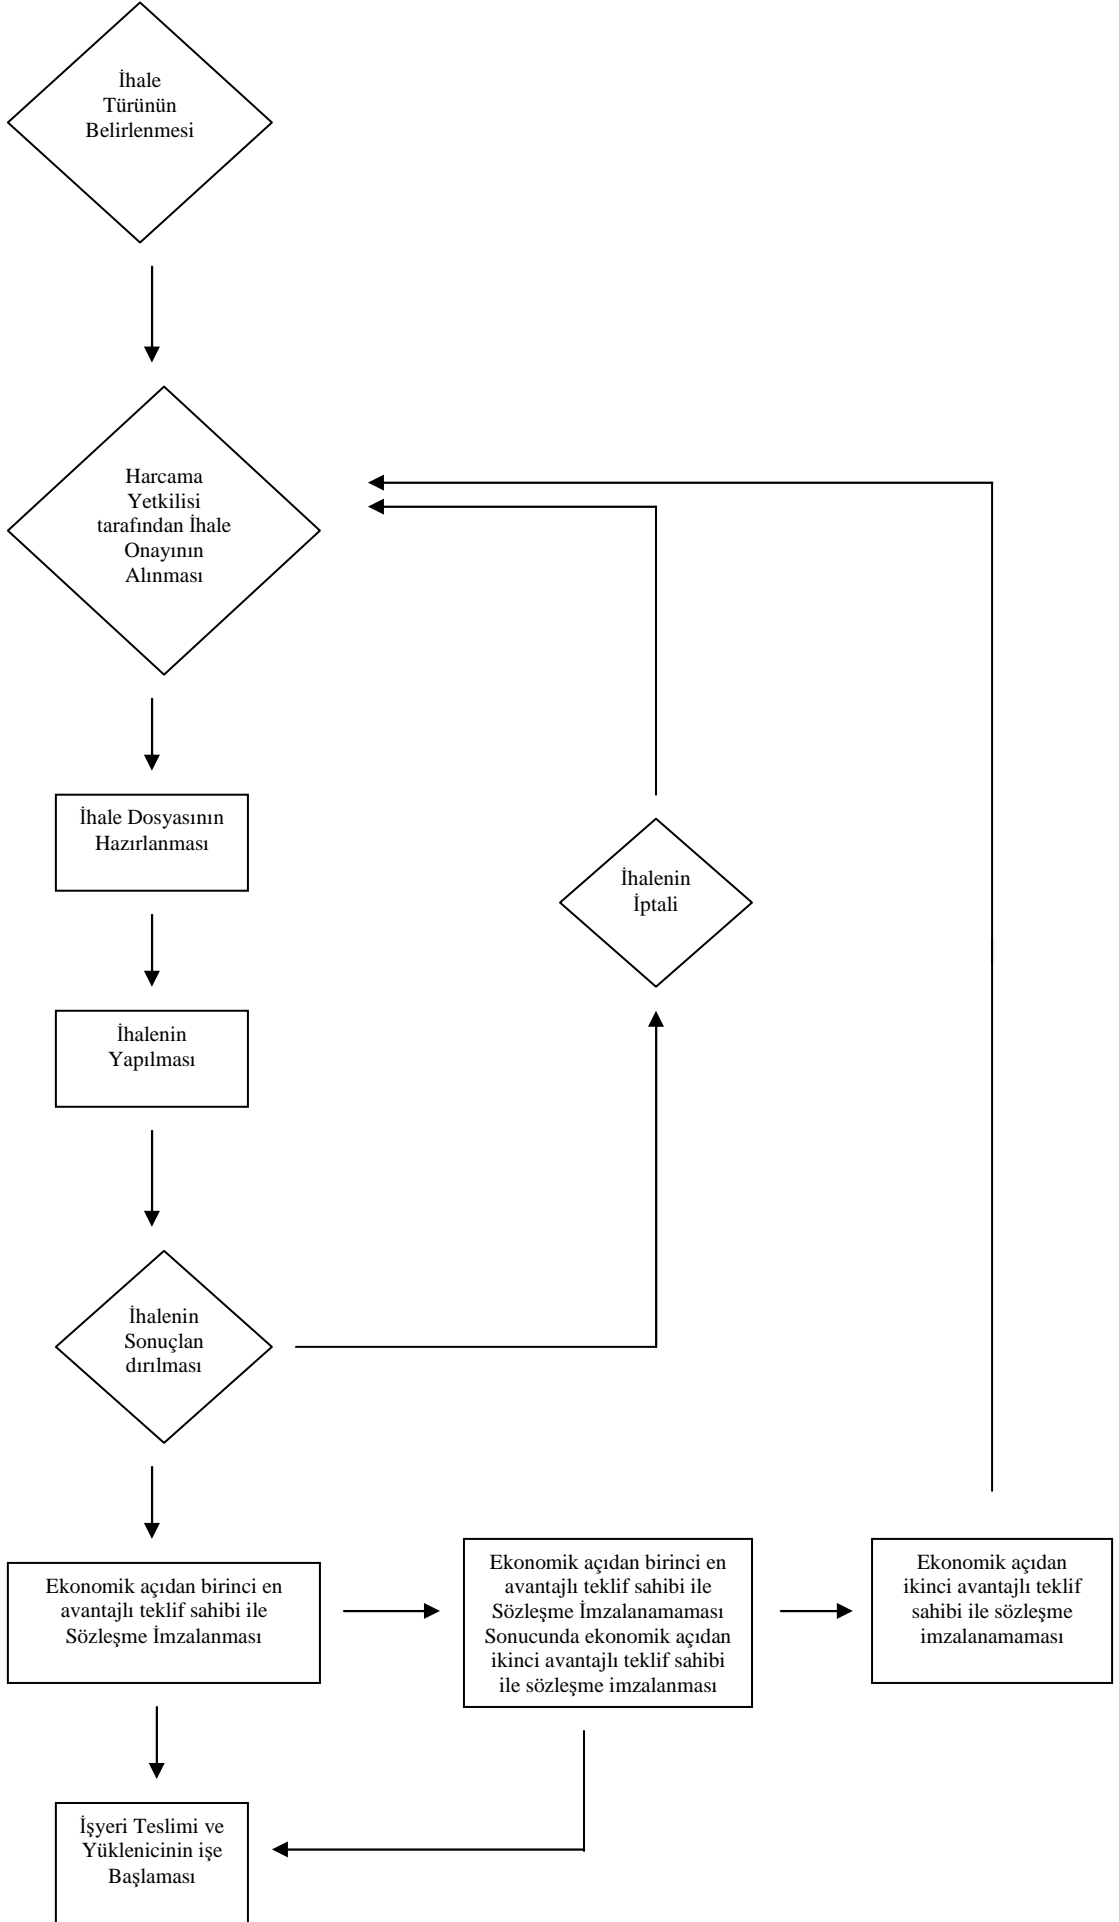 İhale
Türünün
Belirlenmesi
Harcama
Yetkilisi
tarafından İhale
Onayının
Alınması
İhale Dosyasının
Hazırlanması
İhalenin
İptali
İhalenin
Yapılması
İhalenin
Sonuçlan
dırılması
Ekonomik açıdan birinci en
avantajlı teklif sahibi ile
Sözleşme İmzalanması
Ekonomik açıdan birinci en
avantajlı teklif sahibi ile
Sözleşme İmzalanamaması
Sonucunda ekonomik açıdan
ikinci avantajlı teklif sahibi
ile sözleşme imzalanması
Ekonomik açıdan
ikinci avantajlı teklif
sahibi ile sözleşme
imzalanamaması
İşyeri Teslimi ve
Yüklenicinin işe
Başlaması